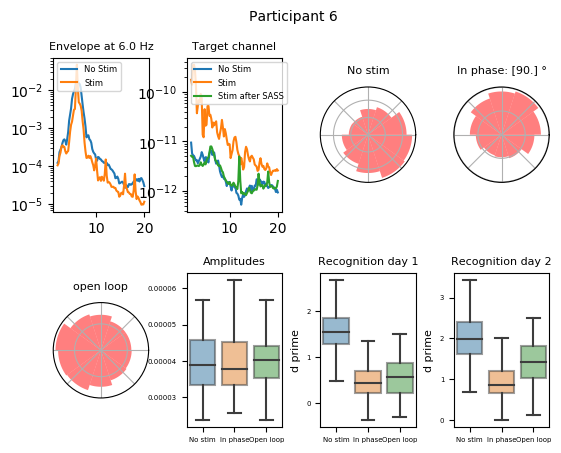 Participant 6
Envelope at 6.0 Hz
No Stim
Stim
10⁻²
10⁻³
10⁻⁴
10⁻⁵
10
20
Target channel
No Stim
Stim
Stim after SASS
10⁻¹⁰
10⁻¹¹
10⁻¹²
10
20
No stim
In phase: [90.] °
open loop
Amplitudes
0.00006
0.00005
0.00004
0.00003
No stim
In phase
Open loop
Recognition day 1
d prime
2
1
0
No stim
In phase
Open loop
Recognition day 2
d prime
3
2
1
0
No stim
In phase
Open loop